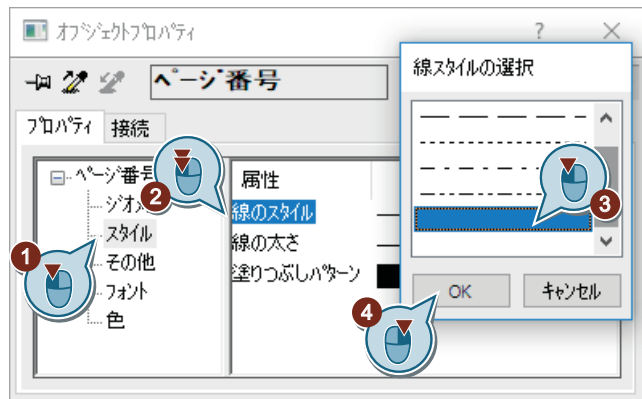 オブジェクトプロパティ ? ×
線スタイルの選択
ページ番号
プロパティ 接続
ページ番号
2
属性
ジオメ
線のスタイル
3
スタイル
線の太さ
1
その他
塗りつぶしパターン
フォント
OK キャンセル
色
4